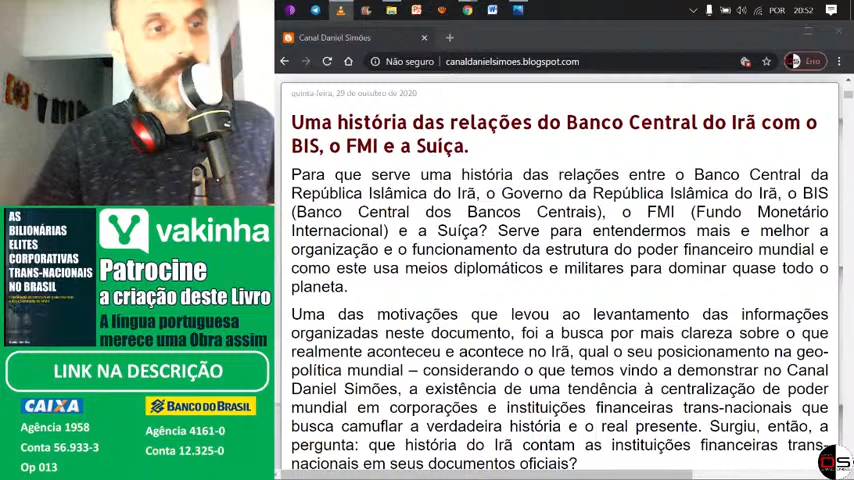 POR
20:52
Canal Daniel Simões
Não seguro
canaldanielsimoes.blogspot.com
Erro
quinta-feira, 29 de outubro de 2020
Uma história das relações do Banco Central do Irã com o
BIS, o FMI e a Suíça.
Para que serve uma história das relações entre o Banco Central da
República Islâmica do Irã, o Governo da República Islâmica do Irã, o BIS
(Banco Central dos Bancos Centrais), o FMI (Fundo Monetário
Internacional) e a Suíça? Serve para entendermos mais e melhor a
organização e o funcionamento da estrutura do poder financeiro mundial e
como este usa meios diplomáticos e militares para dominar quase todo o
planeta.
Uma das motivações que levou ao levantamento das informações
organizadas neste documento, foi a busca por mais clareza sobre o que
realmente aconteceu e acontece no Irã, qual o seu posicionamento na geo-
política mundial – considerando o que temos vindo a demonstrar no Canal
Daniel Simões, a existência de uma tendência à centralização de poder
mundial em corporações e instituições financeiras trans-nacionais que
busca camuflar a verdadeira história e o real presente. Surgiu, então, a
pergunta: que história do Irã contam as instituições financeiras trans-
nacionais em seus documentos oficiais?
AS
BILIONÁRIAS
ELITES
CORPORATIVAS
TRANS-NACIONAIS
NO BRASIL
vakinha
Patrocine
a criação deste Livro
A língua portuguesa
merece uma Obra assim
LINK NA DESCRIÇÃO
CAIXA
Agência 1958
Conta 56.933-3
Op 013
BANCO DO BRASIL
Agência 4161-0
Conta 12.325-0
DS